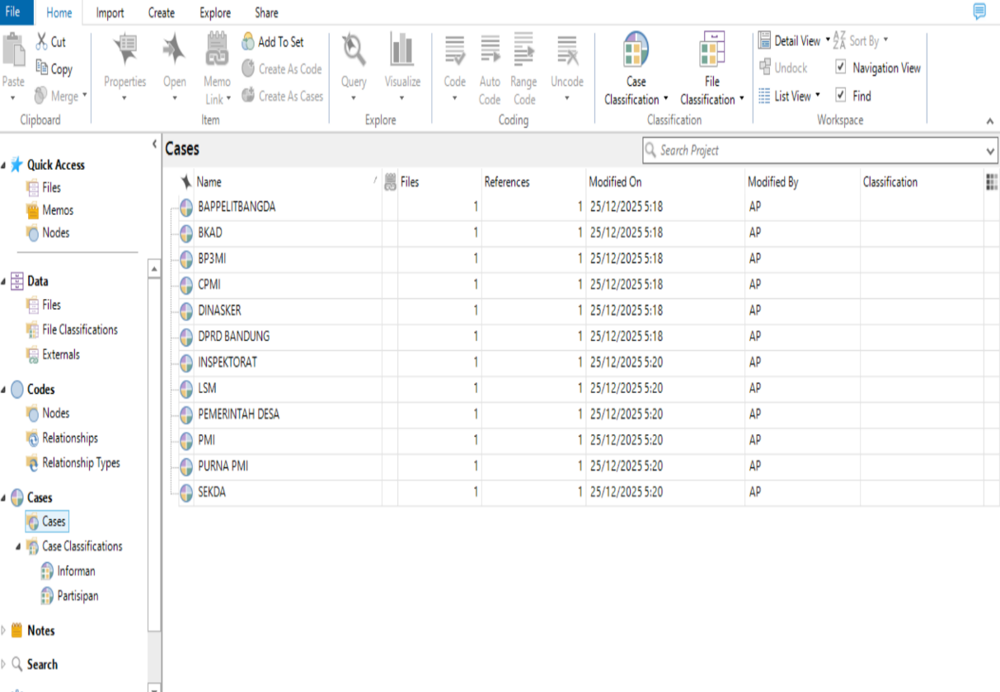 File Home Import Create Explore Share
Paste Cut Copy Merge
Clipboard
Properties Open Memo Link Add To Set Create As Code Create As Cases
Item
Query Visualize
Explore
Code Auto Code Range Code Uncode
Coding
Case Classification File Classification
Classification
Detail View Sort By
Undock Navigation View
List View Find
Workspace
Quick Access
Files
Memos
Nodes
Data
Files
File Classifications
Externals
Codes
Nodes
Relationships
Relationship Types
Cases
Cases
Case Classifications
Informan
Partisipan
Notes
Search
Cases
Search Project
Name Files References Modified On Modified By Classification
BAPPELITBANGDA 1 1 25/12/2025 5:18 AP
BKAD 1 1 25/12/2025 5:18 AP
BP3MI 1 1 25/12/2025 5:18 AP
CPMI 1 1 25/12/2025 5:18 AP
DINASKER 1 1 25/12/2025 5:18 AP
DPRD BANDUNG 1 1 25/12/2025 5:18 AP
INSPEKTORAT 1 1 25/12/2025 5:20 AP
LSM 1 1 25/12/2025 5:20 AP
PEMERINTAH DESA 1 1 25/12/2025 5:20 AP
PMI 1 1 25/12/2025 5:20 AP
PURNA PMI 1 1 25/12/2025 5:20 AP
SEKDA 1 1 25/12/2025 5:20 AP